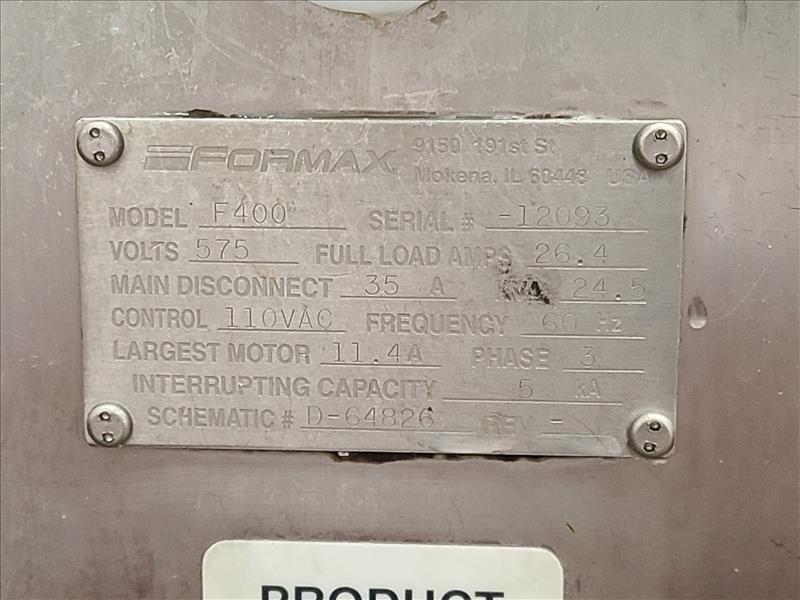 FORMAX 9150 191st St
Mokena, IL 60448 USA
MODEL F400 SERIAL # -12093
VOLTS 575 FULL LOAD AMPS 26.4
MAIN DISCONNECT 35 A KVA 24.5
CONTROL 110VAC FREQUENCY 60 Hz
LARGEST MOTOR 11.4A PHASE 3
INTERRUPTING CAPACITY 5 kA
SCHEMATIC # D-64826 REV -
PRODUCT